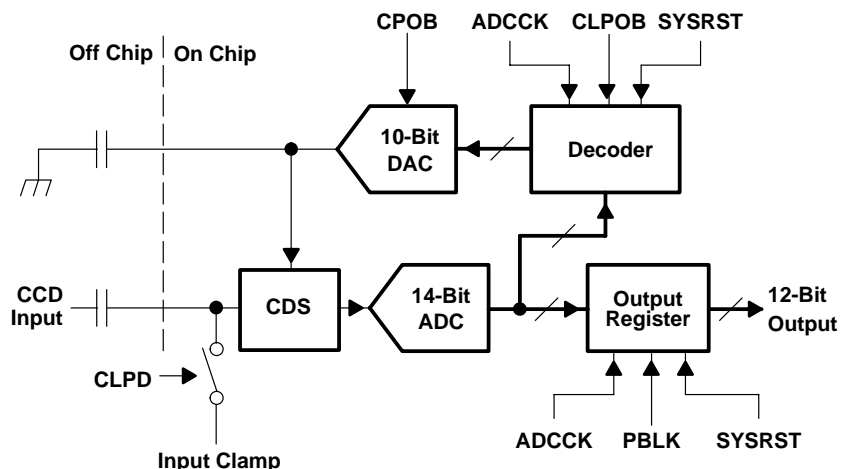 CPOB
ADCCK
CLPOB
SYSRST
Off Chip
On Chip
10-Bit
DAC
Decoder
CCD
Input
CDS
14-Bit
ADC
Output
Register
12-Bit
Output
CLPD
ADCCK
PBLK
SYSRST
Input Clamp